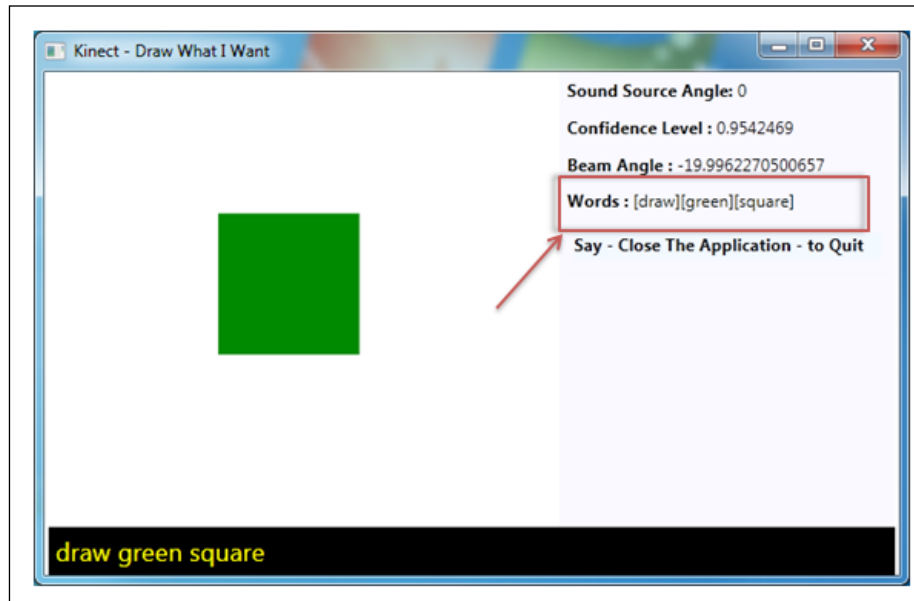 Kinect - Draw What I Want
Sound Source Angle: 0
Confidence Level : 0.9542469
Beam Angle : -19.9962270500657
Words : [draw][green][square]
Say - Close The Application - to Quit
draw green square